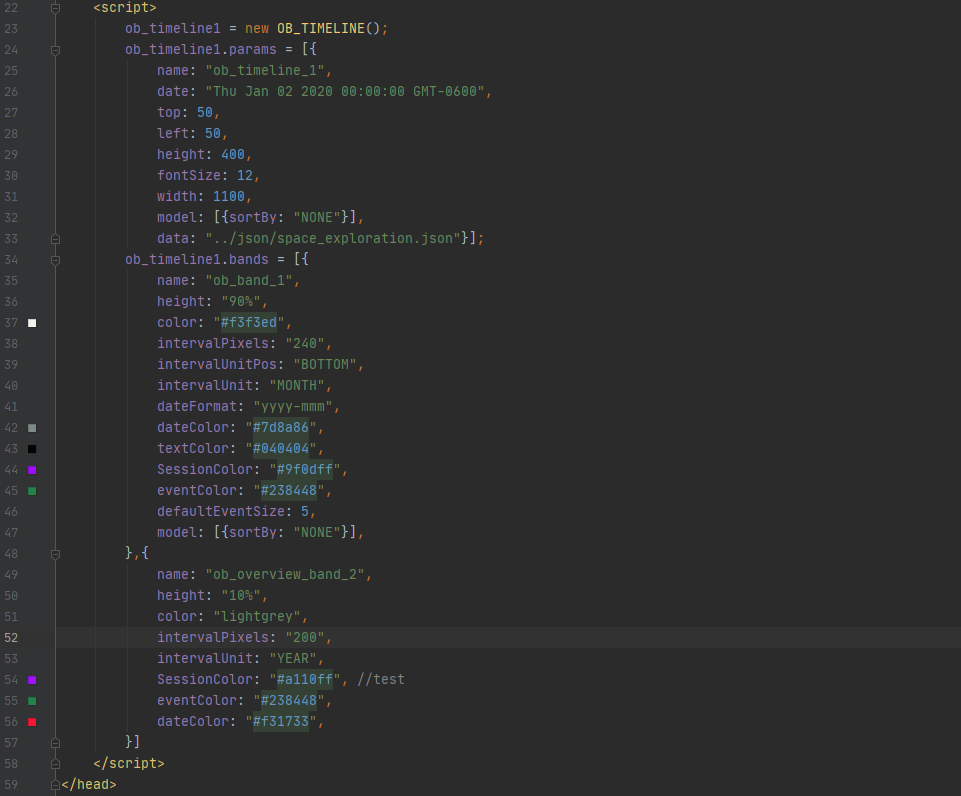 22 <script>
23 ob_timeline1 = new OB_TIMELINE();
24 ob_timeline1.params = [{
25 name: "ob_timeline_1",
26 date: "Thu Jan 02 2020 00:00:00 GMT-0600",
27 top: 50,
28 left: 50,
29 height: 400,
30 fontSize: 12,
31 width: 1100,
32 model: [{sortBy: "NONE"}],
33 data: "../json/space_exploration.json"}];
34 ob_timeline1.bands = [{
35 name: "ob_band_1",
36 height: "90%",
37 color: "#f3f3ed",
38 intervalPixels: "240",
39 intervalUnitPos: "BOTTOM",
40 intervalUnit: "MONTH",
41 dateFormat: "yyyy-mmm",
42 dateColor: "#7d8a86",
43 textColor: "#040404",
44 SessionColor: "#9f0dff",
45 eventColor: "#238448",
46 defaultEventSize: 5,
47 model: [{sortBy: "NONE"}],
48 },{
49 name: "ob_overview_band_2",
50 height: "10%",
51 color: "lightgrey",
52 intervalPixels: "200",
53 intervalUnit: "YEAR",
54 SessionColor: "#a110ff", //test
55 eventColor: "#238448",
56 dateColor: "#f31733",
57 }]
58 </script>
59 </head>